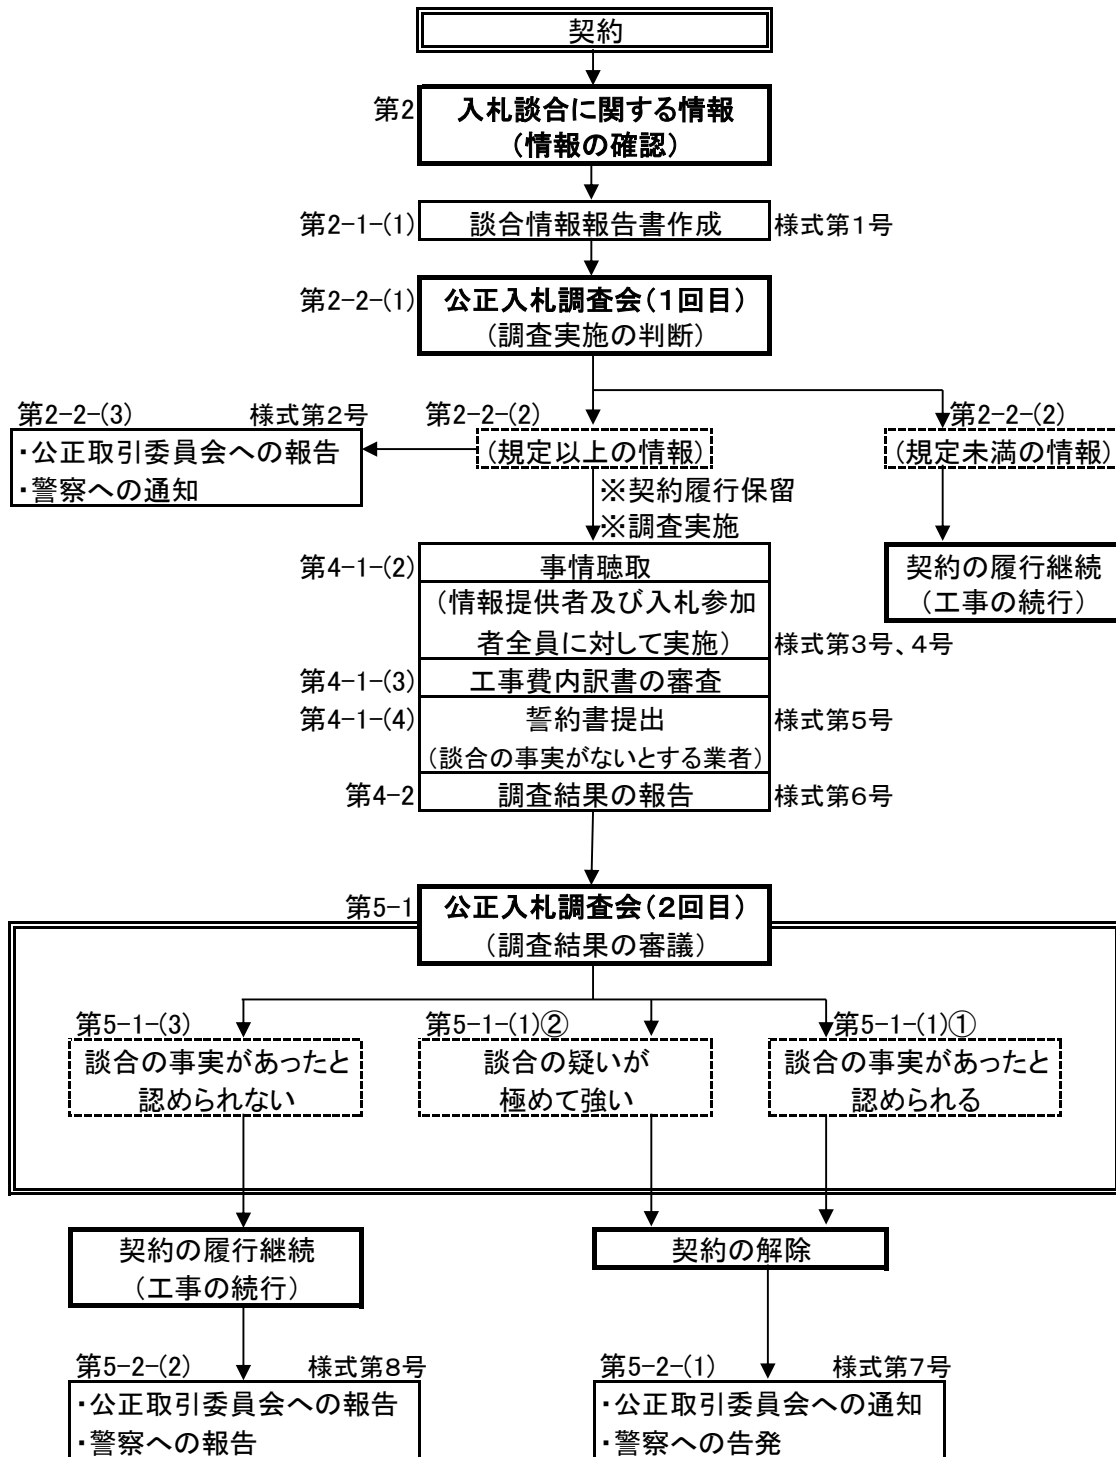 契約
第2
入札談合に関する情報
(情報の確認)
第2-1-(1)
談合情報報告書作成
様式第1号
第2-2-(1)
公正入札調査会(1回目)
(調査実施の判断)
第2-2-(3)
様式第2号
第2-2-(2)
第2-2-(2)
・公正取引委員会への報告
・警察への通知
(規定以上の情報)
(規定未満の情報)
※契約履行保留
※調査実施
第4-1-(2)
事情聴取
(情報提供者及び入札参加
者全員に対して実施)
様式第3号、4号
契約の履行継続
(工事の続行)
第4-1-(3)
工事費内訳書の審査
第4-1-(4)
誓約書提出
様式第5号
(談合の事実がないとする業者)
第4-2
調査結果の報告
様式第6号
第5-1
公正入札調査会(2回目)
(調査結果の審議)
第5-1-(3)
談合の事実があったと
認められない
第5-1-(1)②
談合の疑いが
極めて強い
第5-1-(1)①
談合の事実があったと
認められる
契約の履行継続
(工事の続行)
契約の解除
第5-2-(2)
様式第8号
・公正取引委員会への報告
・警察への報告
第5-2-(1)
様式第7号
・公正取引委員会への通知
・警察への告発